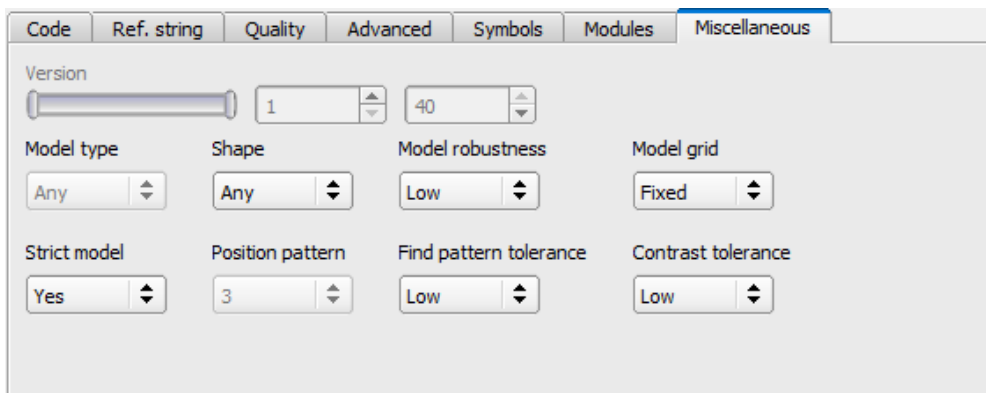 Code Ref. string Quality Advanced Symbols Modules Miscellaneous
Version
1 40
Model type Shape Model robustness Model grid
Any Any Low Fixed
Strict model Position pattern Find pattern tolerance Contrast tolerance
Yes 3 Low Low